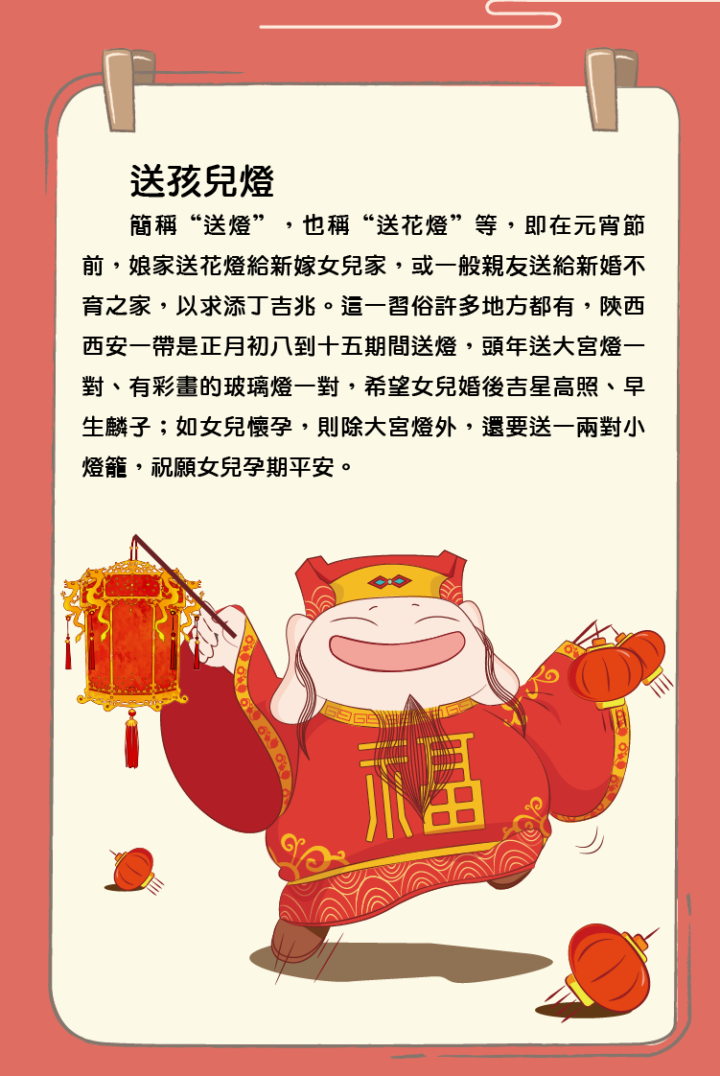 送孩兒燈
簡稱“送燈”，也稱“送花燈”等，即在元宵節
前，娘家送花燈給新嫁女兒家，或一般親友送給新婚不
育之家，以求添丁吉兆。這一習俗許多地方都有，陝西
西安一帶是正月初八到十五期間送燈，頭年送大宮燈一
對、有彩畫的玻璃燈一對，希望女兒婚後吉星高照、早
生麟子；如女兒懷孕，則除大宮燈外，還要送一兩對小
燈籠，祝願女兒孕期平安。
福